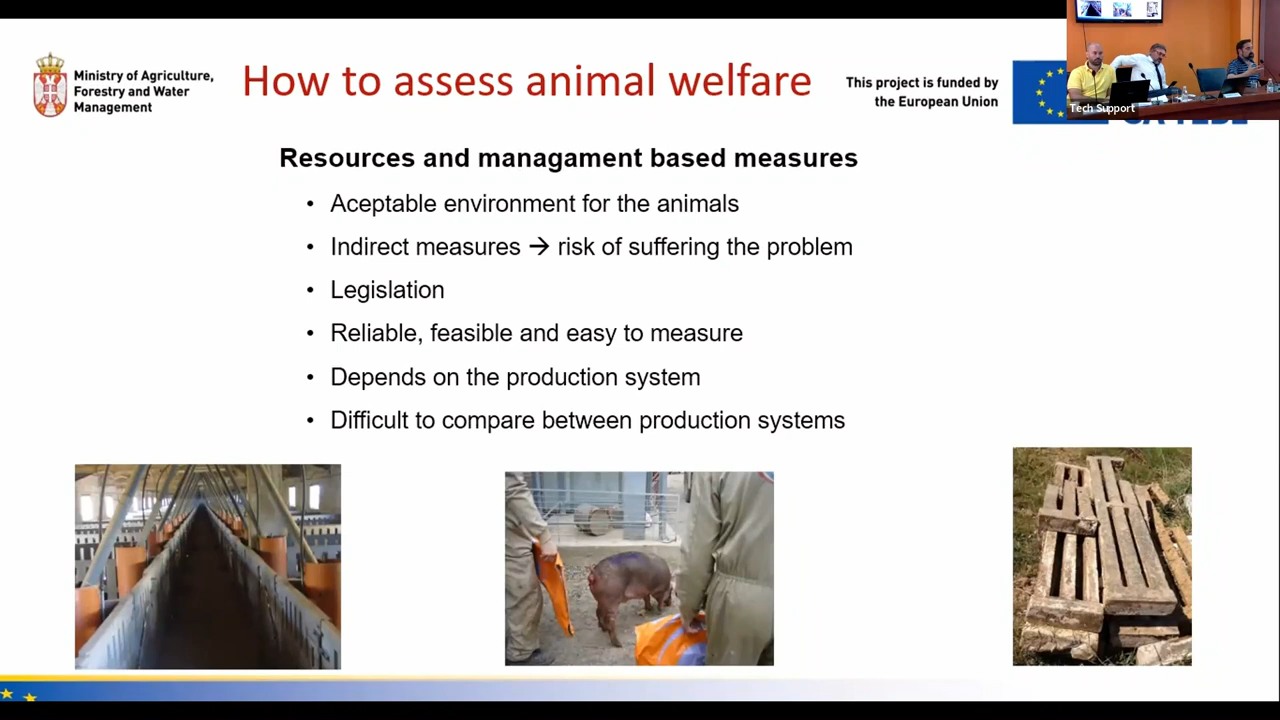 Ministry of Agriculture,
Forestry and Water
Management
How to assess animal welfare
This project is funded by
the European Union
Tech Support
Resources and managament based measures
• Aceptable environment for the animals
• Indirect measures → risk of suffering the problem
• Legislation
• Reliable, feasible and easy to measure
• Depends on the production system
• Difficult to compare between production systems